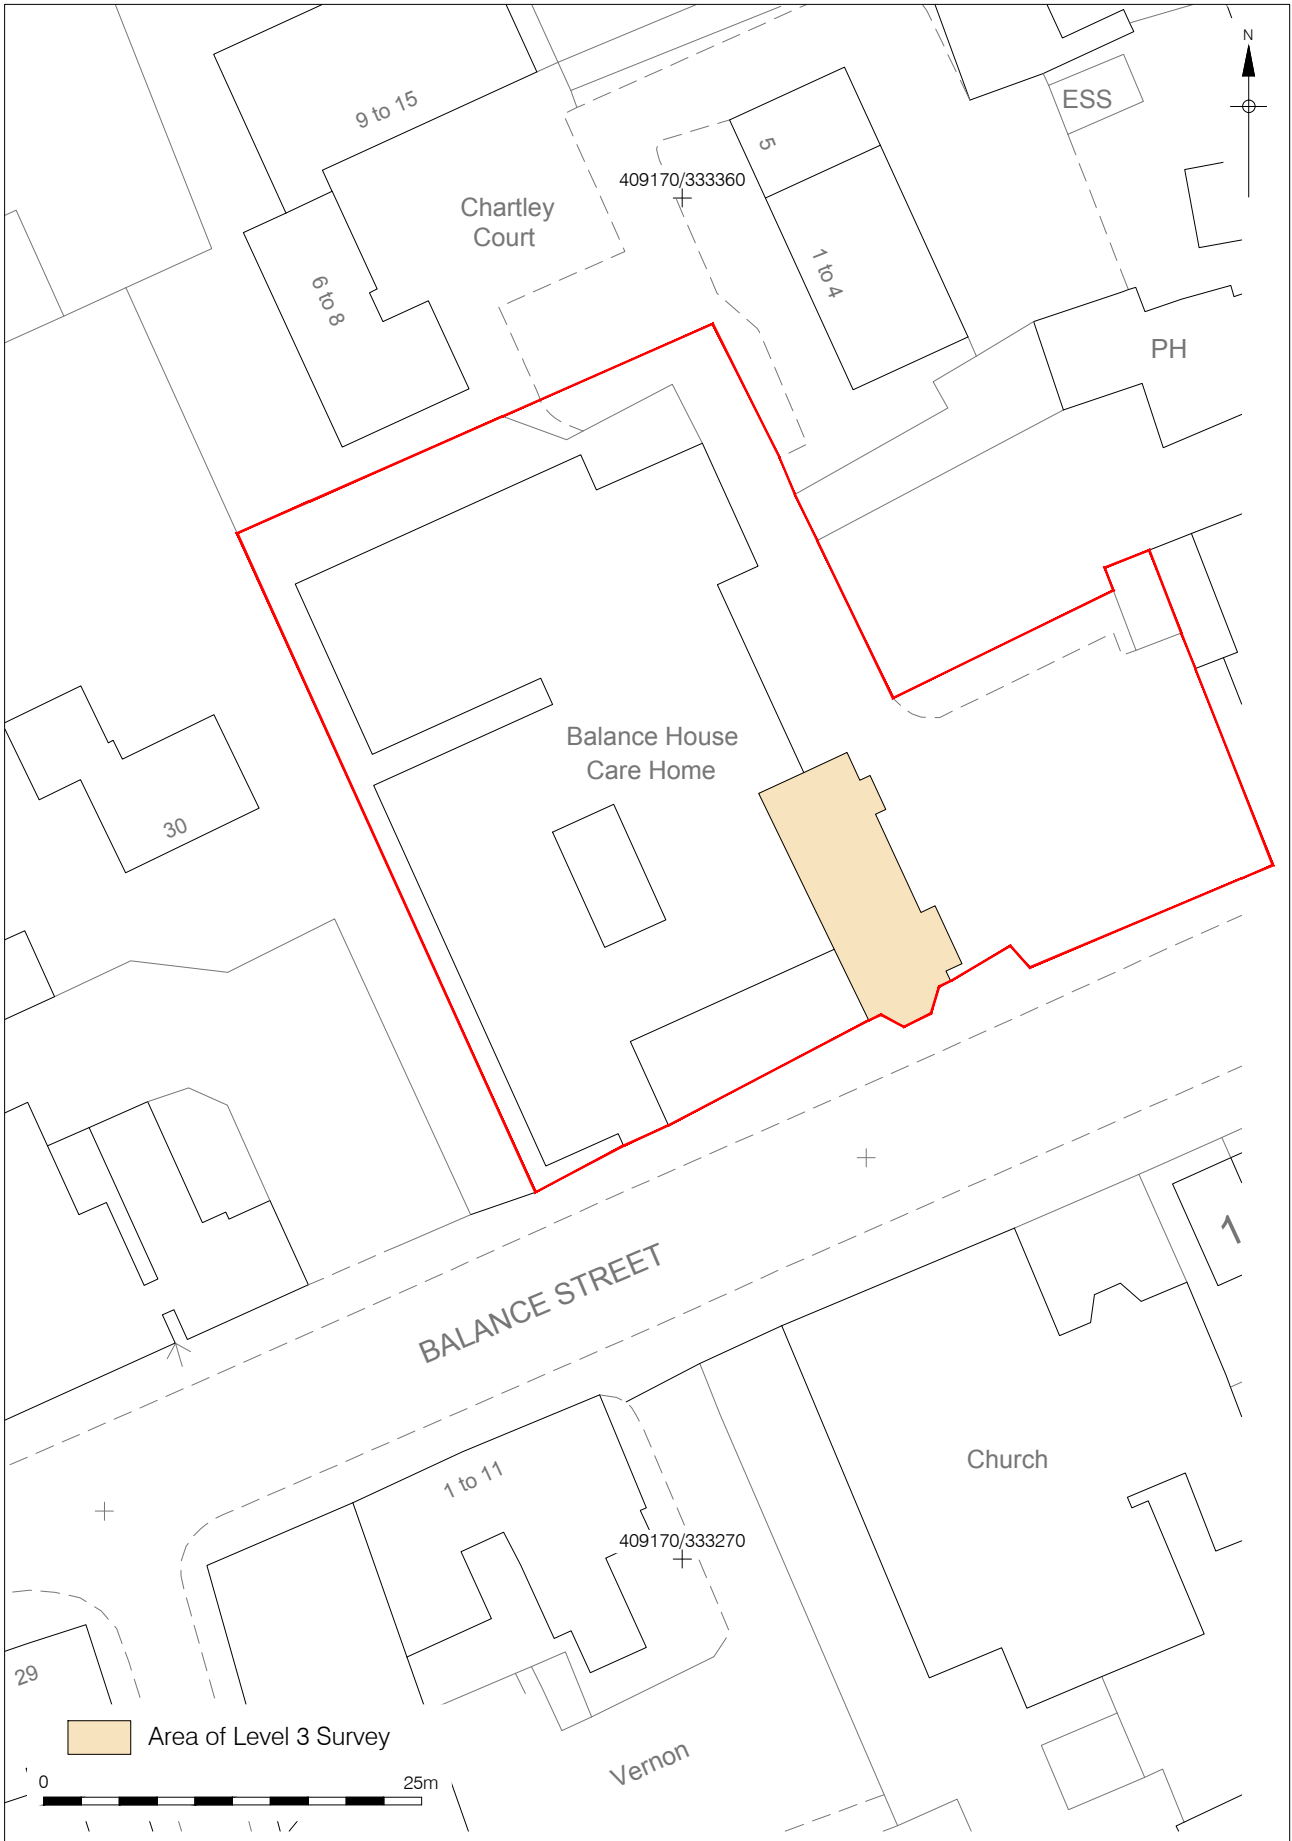 N
ESS
9 to 15
5
409170/333360
Chartley
Court
1 to 4
6 to 8
PH
Balance House
Care Home
30
1
BALANCE STREET
Church
1 to 11
409170/333270
29
Area of Level 3 Survey
Vernon
0
25m